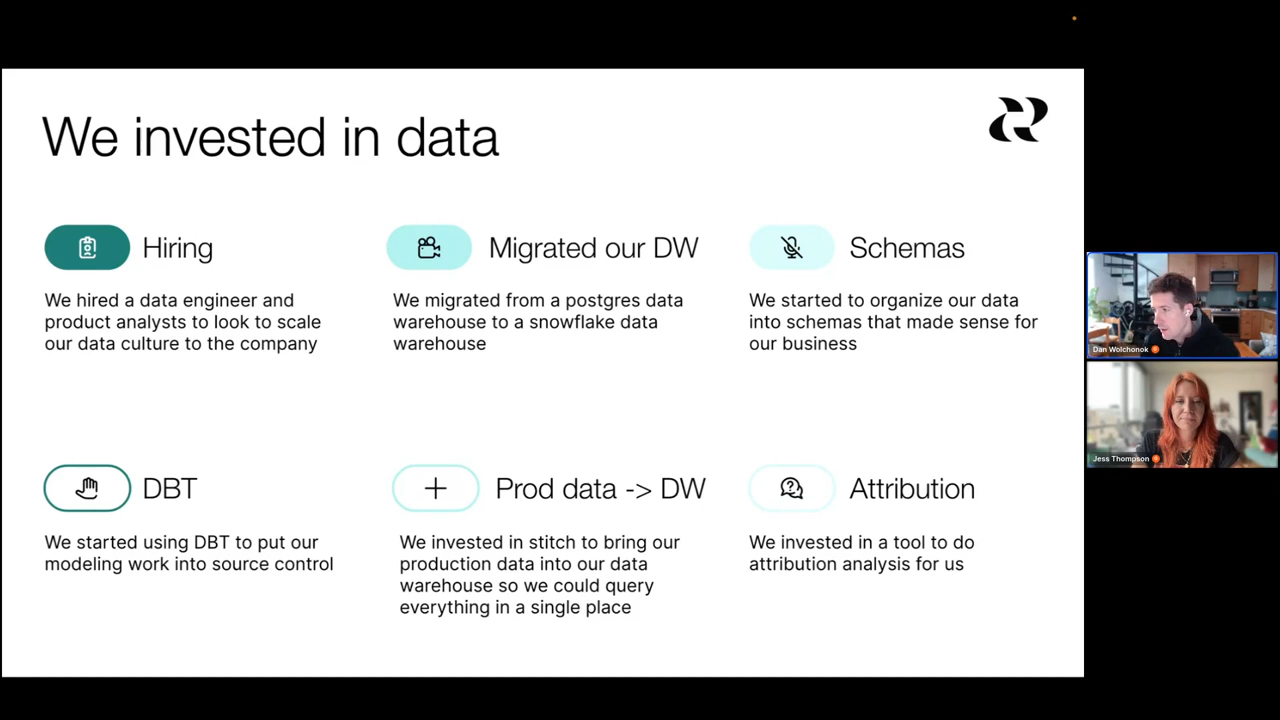 We invested in data
Hiring
We hired a data engineer and
product analysts to look to scale
our data culture to the company
Migrated our DW
We migrated from a postgres data
warehouse to a snowflake data
warehouse
Schemas
We started to organize our data
into schemas that made sense for
our business
DBT
We started using DBT to put our
modeling work into source control
Prod data -> DW
We invested in stitch to bring our
production data into our data
warehouse so we could query
everything in a single place
Attribution
We invested in a tool to do
attribution analysis for us
Dan Wolchonok
Jess Thompson